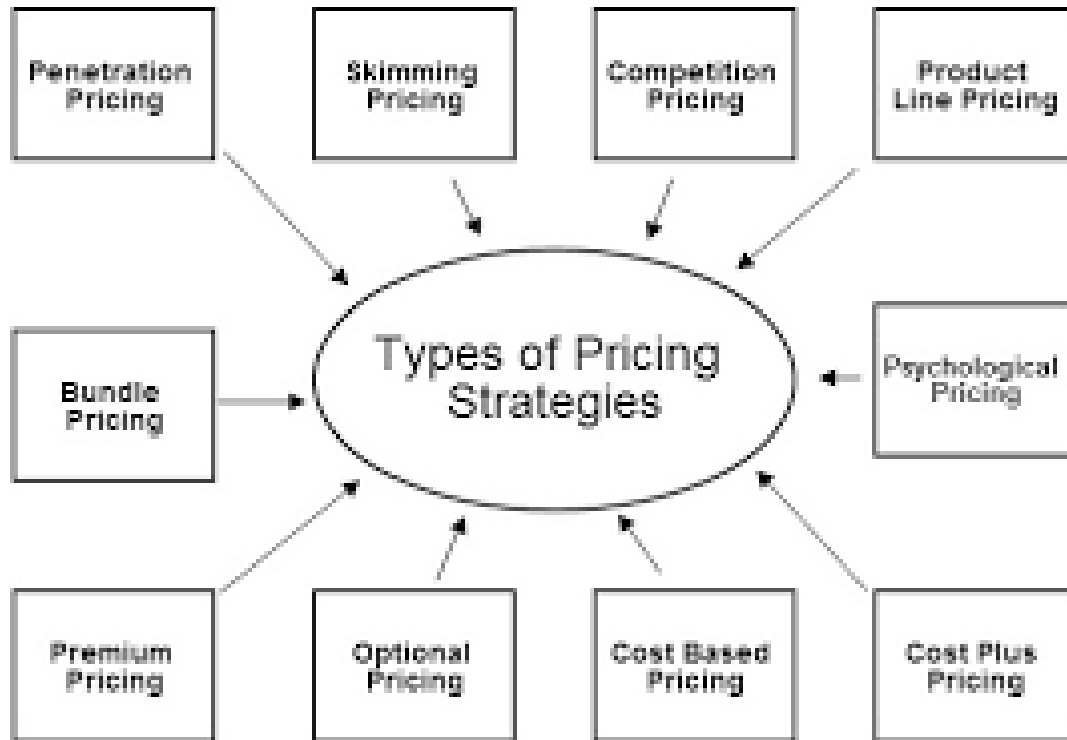 Penetration
Pricing
Skimming
Pricing
Competition
Pricing
Product
Line Pricing
Bundle
Pricing
Types of Pricing
Strategies
Psychological
Pricing
Premium
Pricing
Optional
Pricing
Cost Based
Pricing
Cost Plus
Pricing